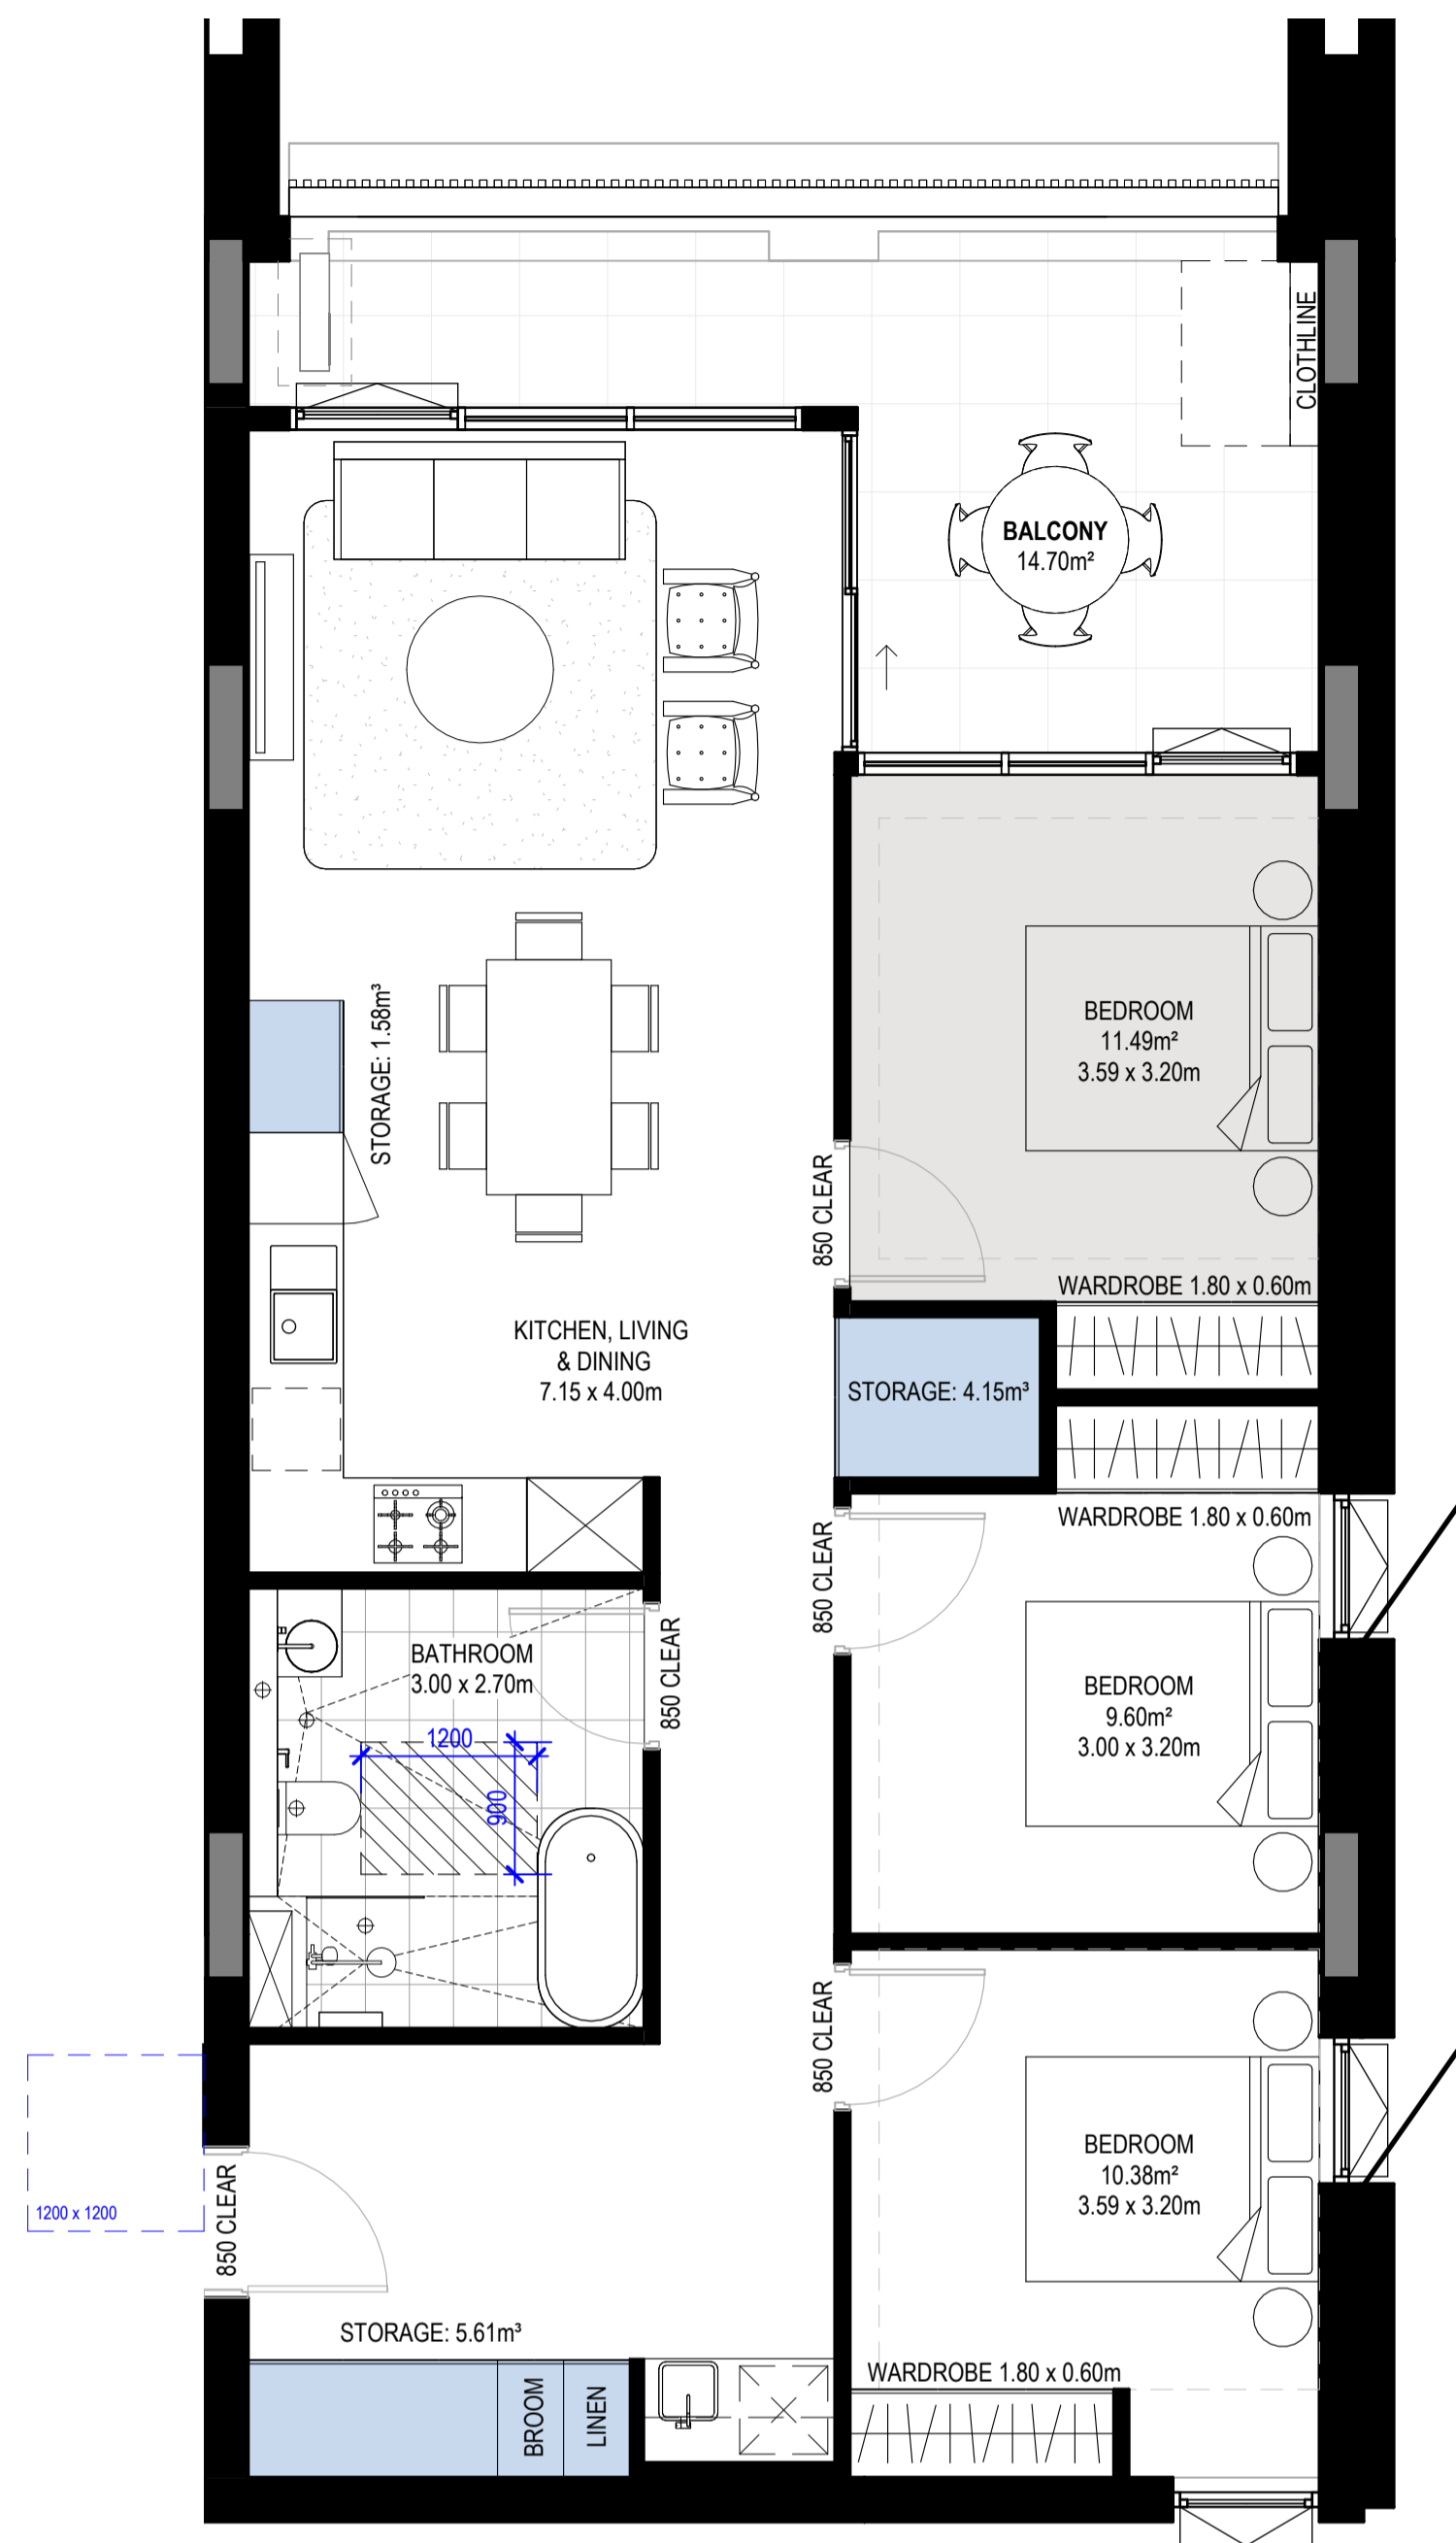 CLOTHLINE
BALCONY
14.70m²
STORAGE: 1.58m³
BEDROOM
11.49m²
3.59 x 3.20m
850 CLEAR
WARDROBE 1.80 x 0.60m
KITCHEN, LIVING
& DINING
7.15 x 4.00m
STORAGE: 4.15m³
WARDROBE 1.80 x 0.60m
850 CLEAR
BATHROOM
3.00 x 2.70m
850 CLEAR
BEDROOM
9.60m²
3.00 x 3.20m
1200
900
850 CLEAR
BEDROOM
10.38m²
3.59 x 3.20m
1200 x 1200
850 CLEAR
STORAGE: 5.61m³
WARDROBE 1.80 x 0.60m
BROOM
LINEN